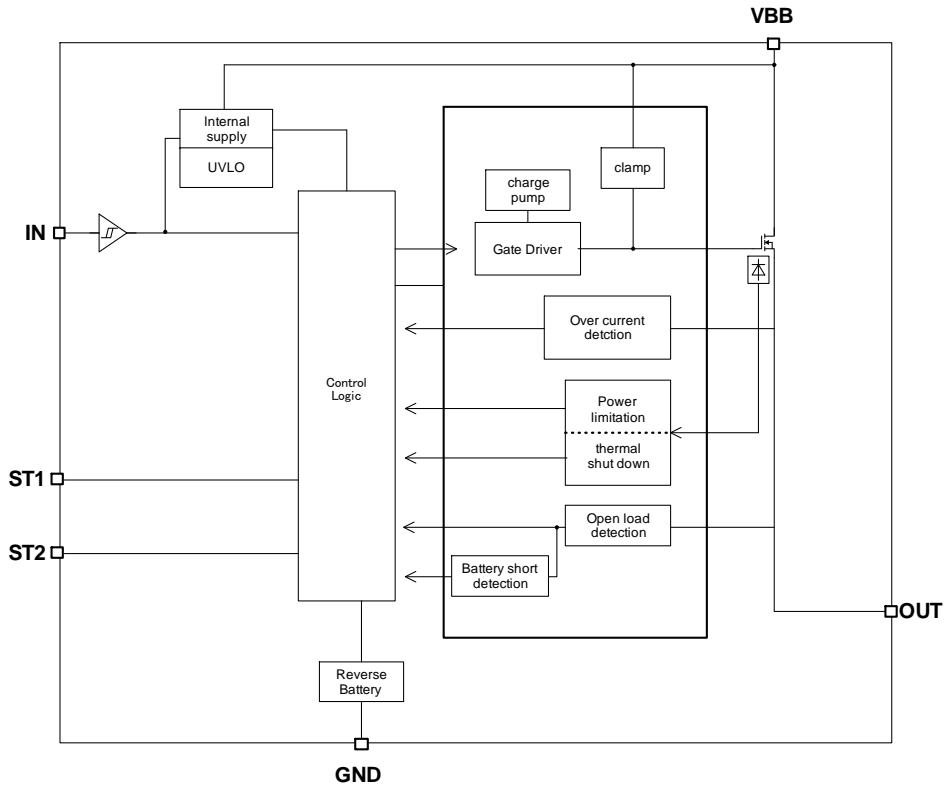 VBB
Internal
supply
UVLO
clamp
charge
pump
IN
Gate Driver
Over current
detction
Control
Logic
Power
limitation
thermal
shut down
ST1
Open load
detection
ST2
Battery short
detection
OUT
Reverse
Battery
GND